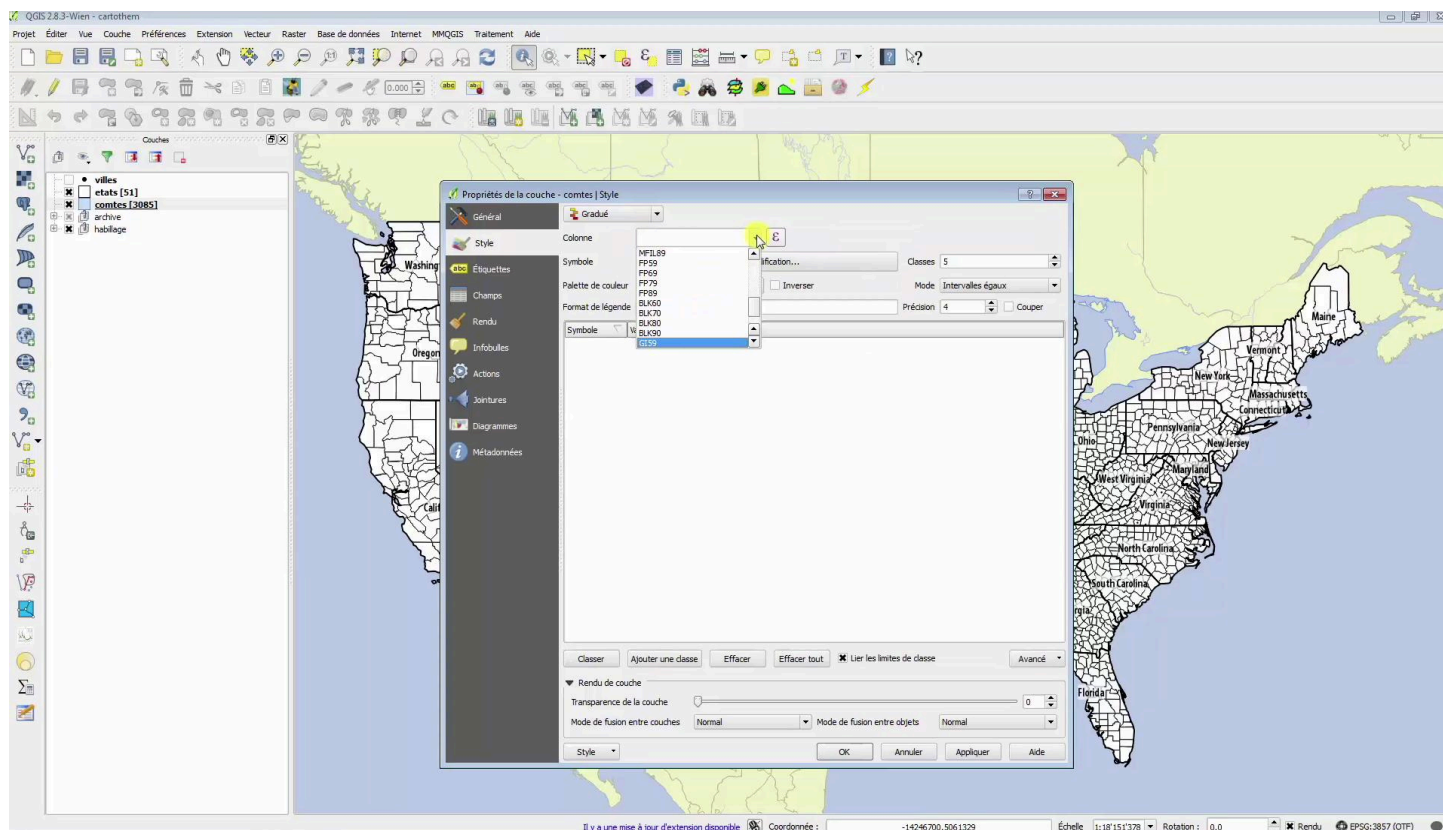 QGIS 2.8.3-Wien - cartothem
Projet Éditer Vue Couche Préférences Extension Vecteur Raster Base de données Internet MMQGIS Traitement Aide
0.000
Couches
villes
etats [51]
comtes [3085]
archive
habillage
Propriétés de la couche - comtes | Style
Général
Style
Étiquettes
Champs
Rendu
Infobulles
Actions
Jointures
Diagrammes
Métadonnées
Gradué
Colonne
ε
Symbole
Classes 5
Palette de couleur
Inverser
Mode Intervalles égaux
Format de légende
Précision 4
Couper
Symbole
MFIL89
FP59
FP69
FP79
FP89
BLK60
BLK70
BLK80
BLK90
GI59
Classer Ajouter une classe Effacer Effacer tout Lier les limites de classe Avancé
Rendu de couche
Transparence de la couche 0
Mode de fusion entre couches Normal Mode de fusion entre objets Normal
Style OK Annuler Appliquer Aide
Washing
Oregon
Calif
Maine
Vermont
New York
Massachusetts
Connecticut
Pennsylvania
New Jersey
Ohio
Maryland
West Virginia
Virginia
North Carolina
South Carolina
rgia
Florida
Il y a une mise à jour d'extension disponible Coordonnée : -14246700,5061329 Échelle 1:18'151'378 Rotation : 0,0 Rendu EPSG:3857 (OTF)